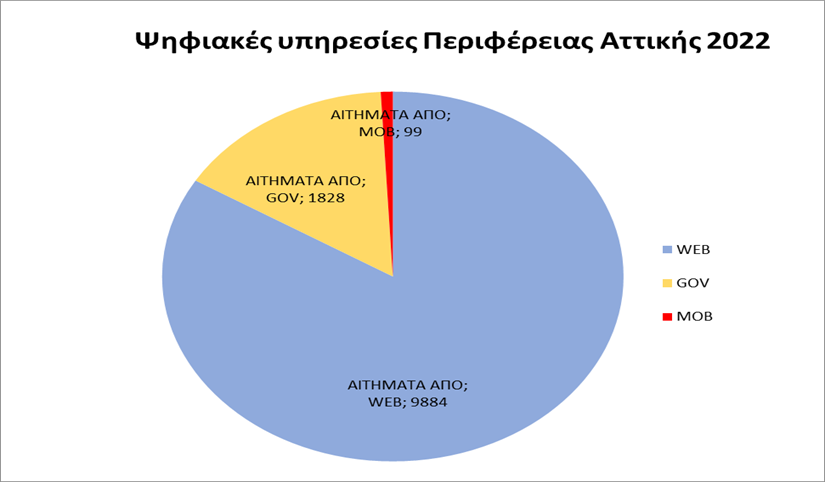 Ψηφιακές υπηρεσίες Περιφέρειας Αττικής 2022
ΑΙΤΗΜΑΤΑ ΑΠΟ;
MOB; 99
ΑΙΤΗΜΑΤΑ ΑΠΟ;
GOV; 1828
WEB
GOV
MOB
ΑΙΤΗΜΑΤΑ ΑΠΟ;
WEB; 9884